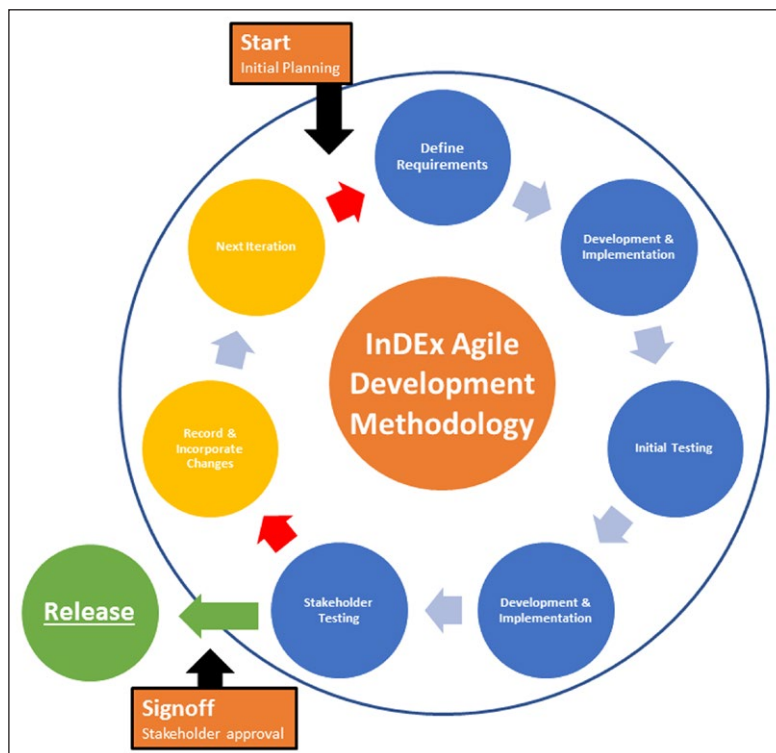 Start
Initial Planning
Define
Requirements
Development &
Implementation
Initial Testing
Development &
Implementation
Stakeholder
Testing
Record &
Incorporate
Changes
Next Iteration
InDEx Agile
Development
Methodology
Release
Signoff
Stakeholder approval